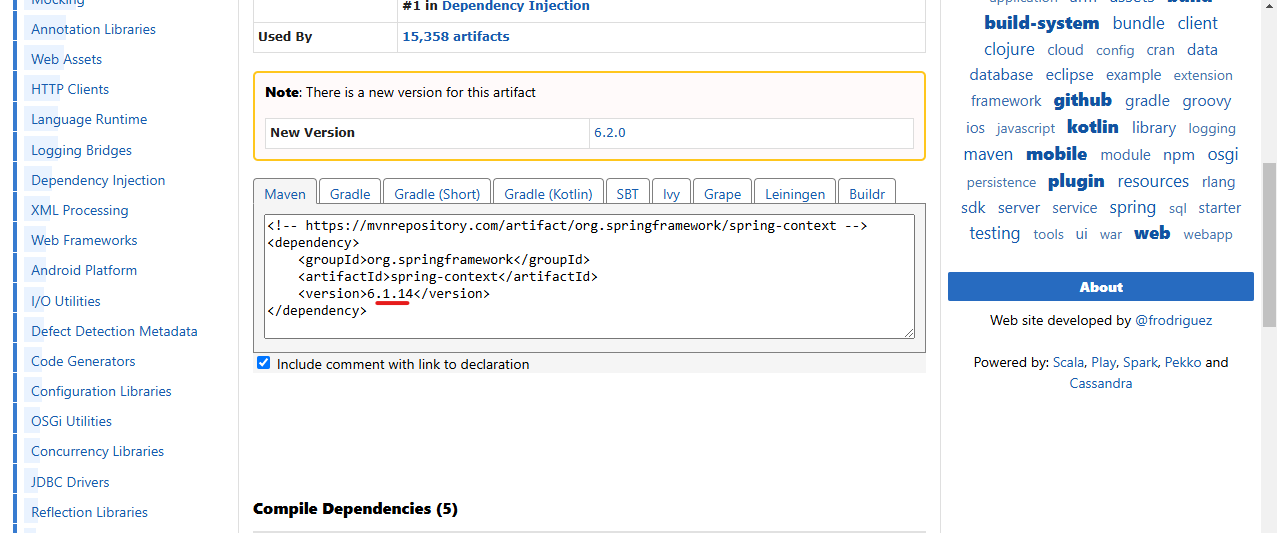 Mocking
Annotation Libraries
Web Assets
HTTP Clients
Language Runtime
Logging Bridges
Dependency Injection
XML Processing
Web Frameworks
Android Platform
I/O Utilities
Defect Detection Metadata
Code Generators
Configuration Libraries
OSGi Utilities
Concurrency Libraries
JDBC Drivers
Reflection Libraries
#1 in Dependency Injection
Used By 15,358 artifacts
Note: There is a new version for this artifact
New Version 6.2.0
Maven Gradle Gradle (Short) Gradle (Kotlin) SBT Ivy Grape Leiningen Buildr
<!-- https://mvnrepository.com/artifact/org.springframework/spring-context -->
<dependency>
    <groupId>org.springframework</groupId>
    <artifactId>spring-context</artifactId>
    <version>6.1.14</version>
</dependency>
Include comment with link to declaration
Compile Dependencies (5)
application arm assets build
build-system bundle client
clojure cloud config cran data
database eclipse example extension
framework github gradle groovy
ios javascript kotlin library logging
maven mobile module npm osgi
persistence plugin resources rlang
sdk server service spring sql starter
testing tools ui war web webapp
About
Web site developed by @frodriguez
Powered by: Scala, Play, Spark, Pekko and
Cassandra